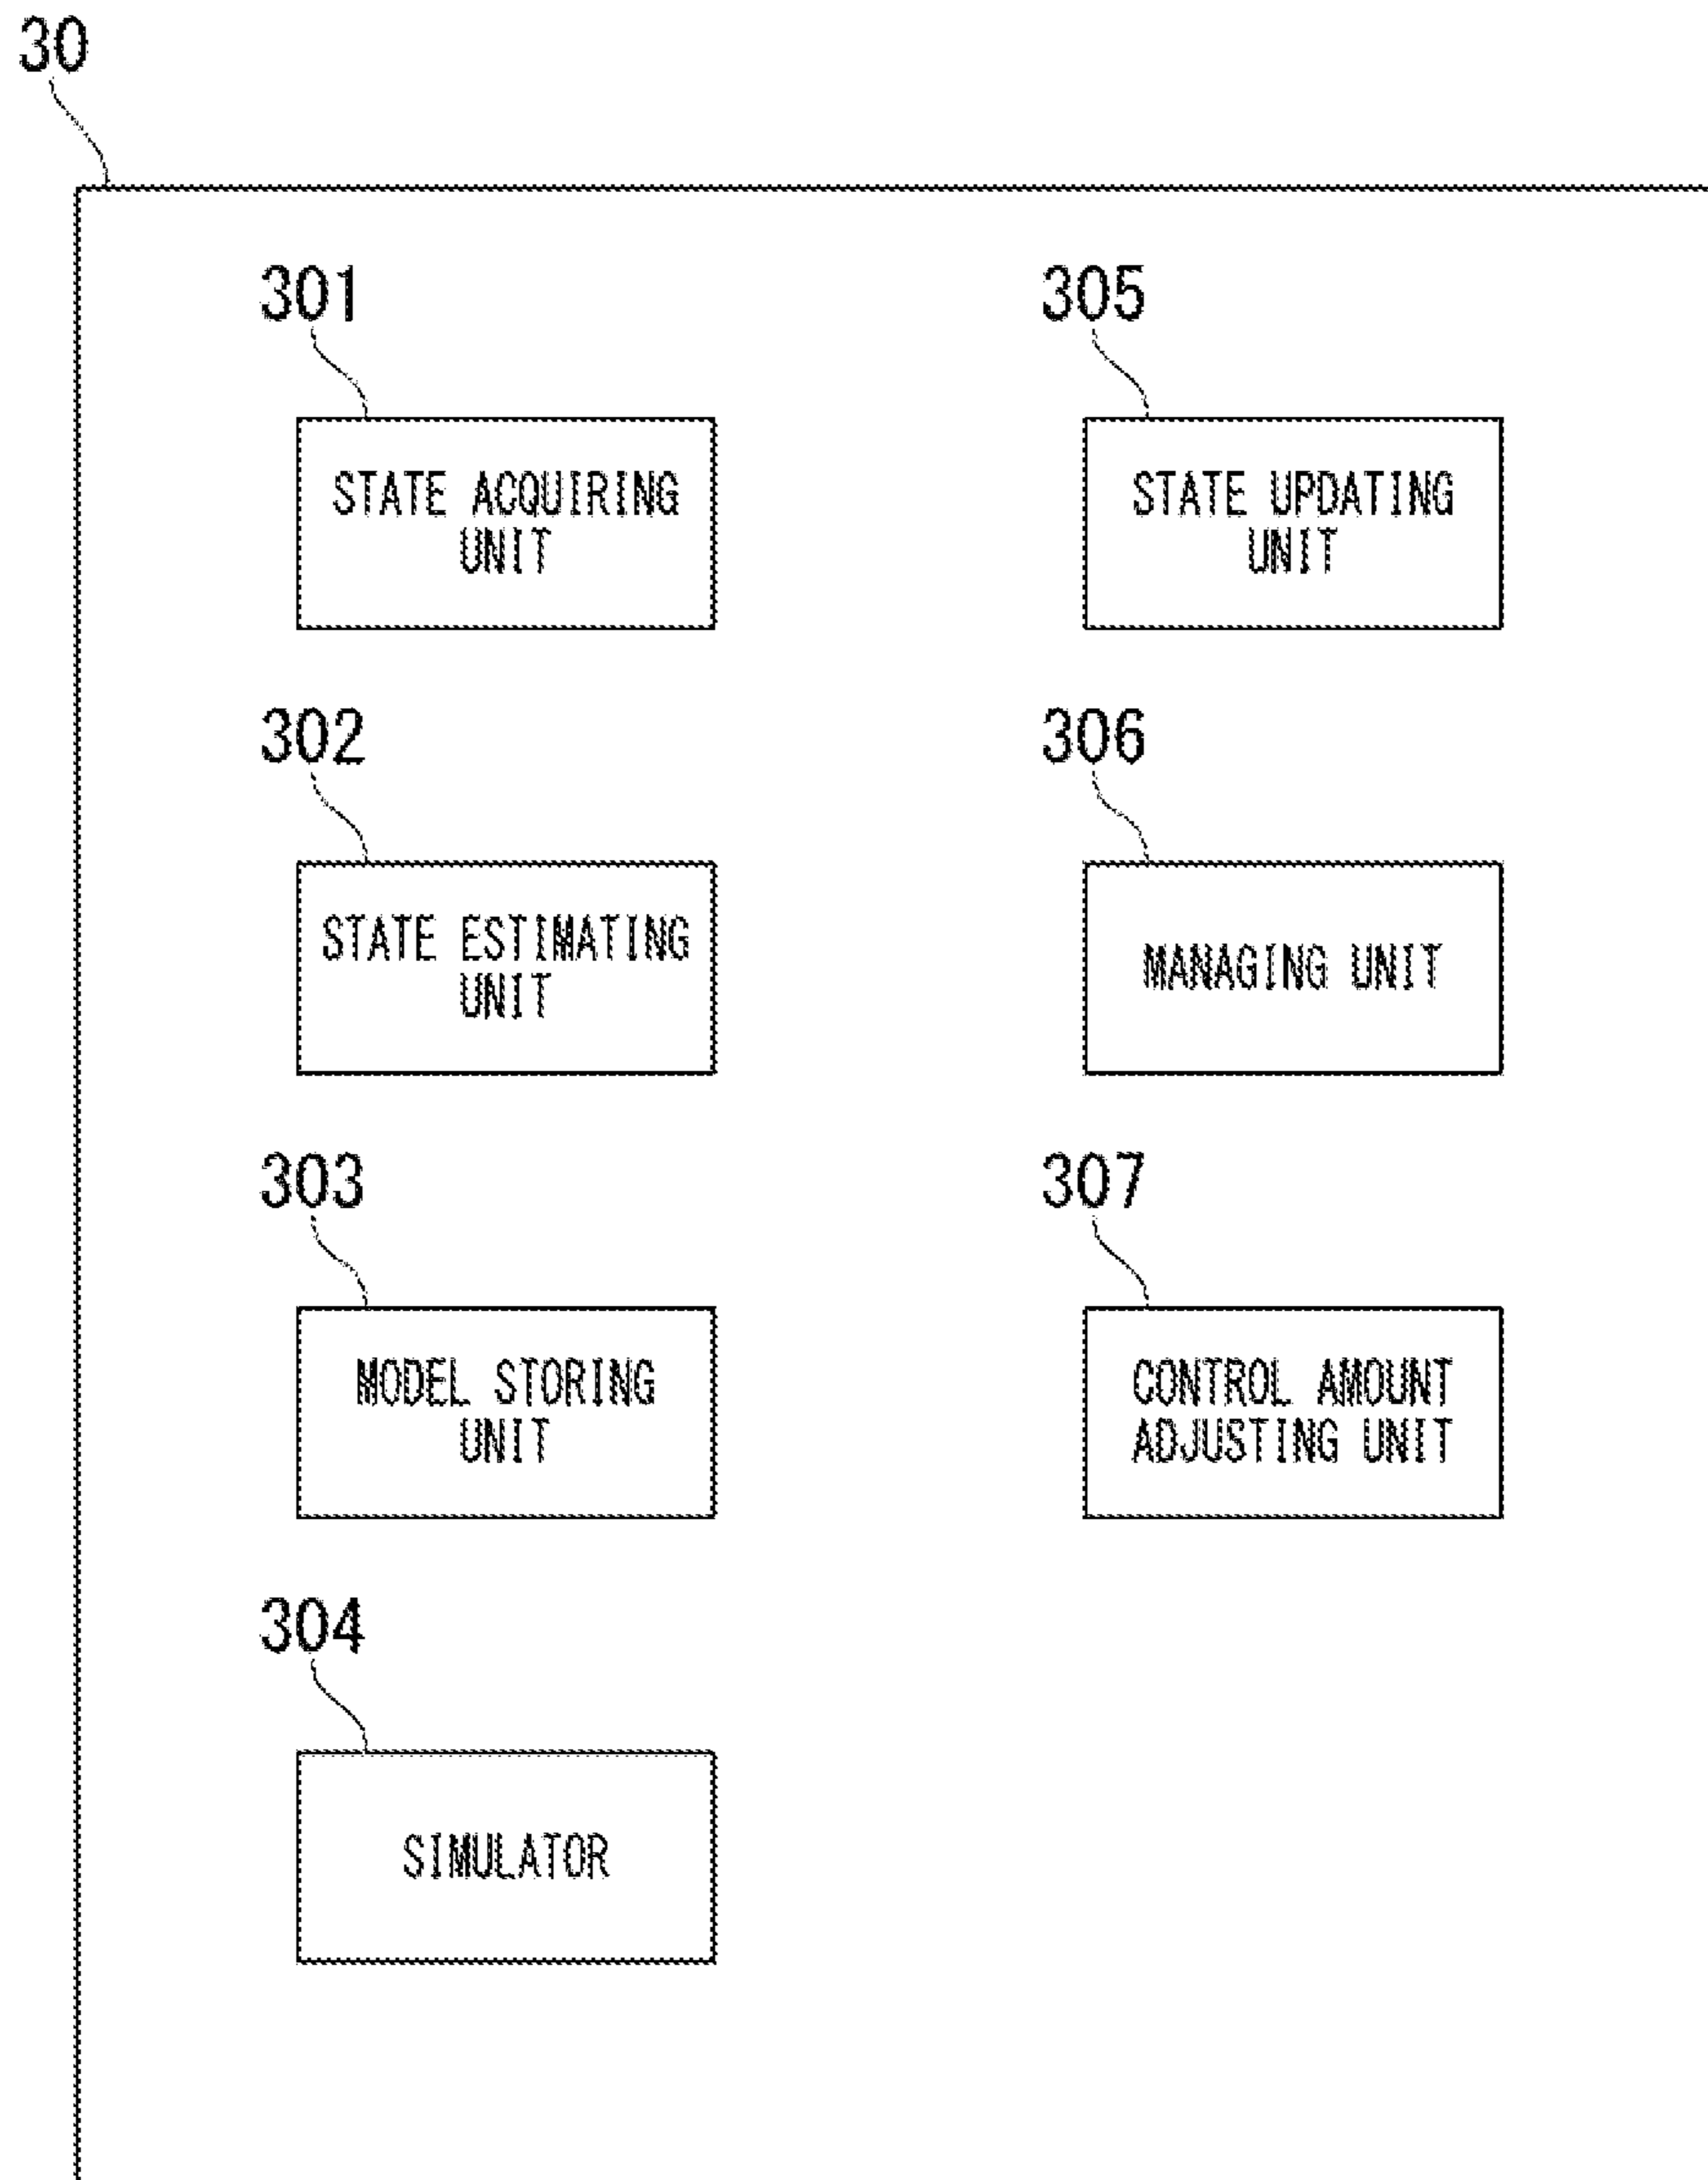 30
301
STATE ACQUIRING
UNIT
305
STATE UPDATING
UNIT
302
STATE ESTIMATING
UNIT
306
MANAGING UNIT
303
MODEL STORING
UNIT
307
CONTROL AMOUNT
ADJUSTING UNIT
304
SIMULATOR